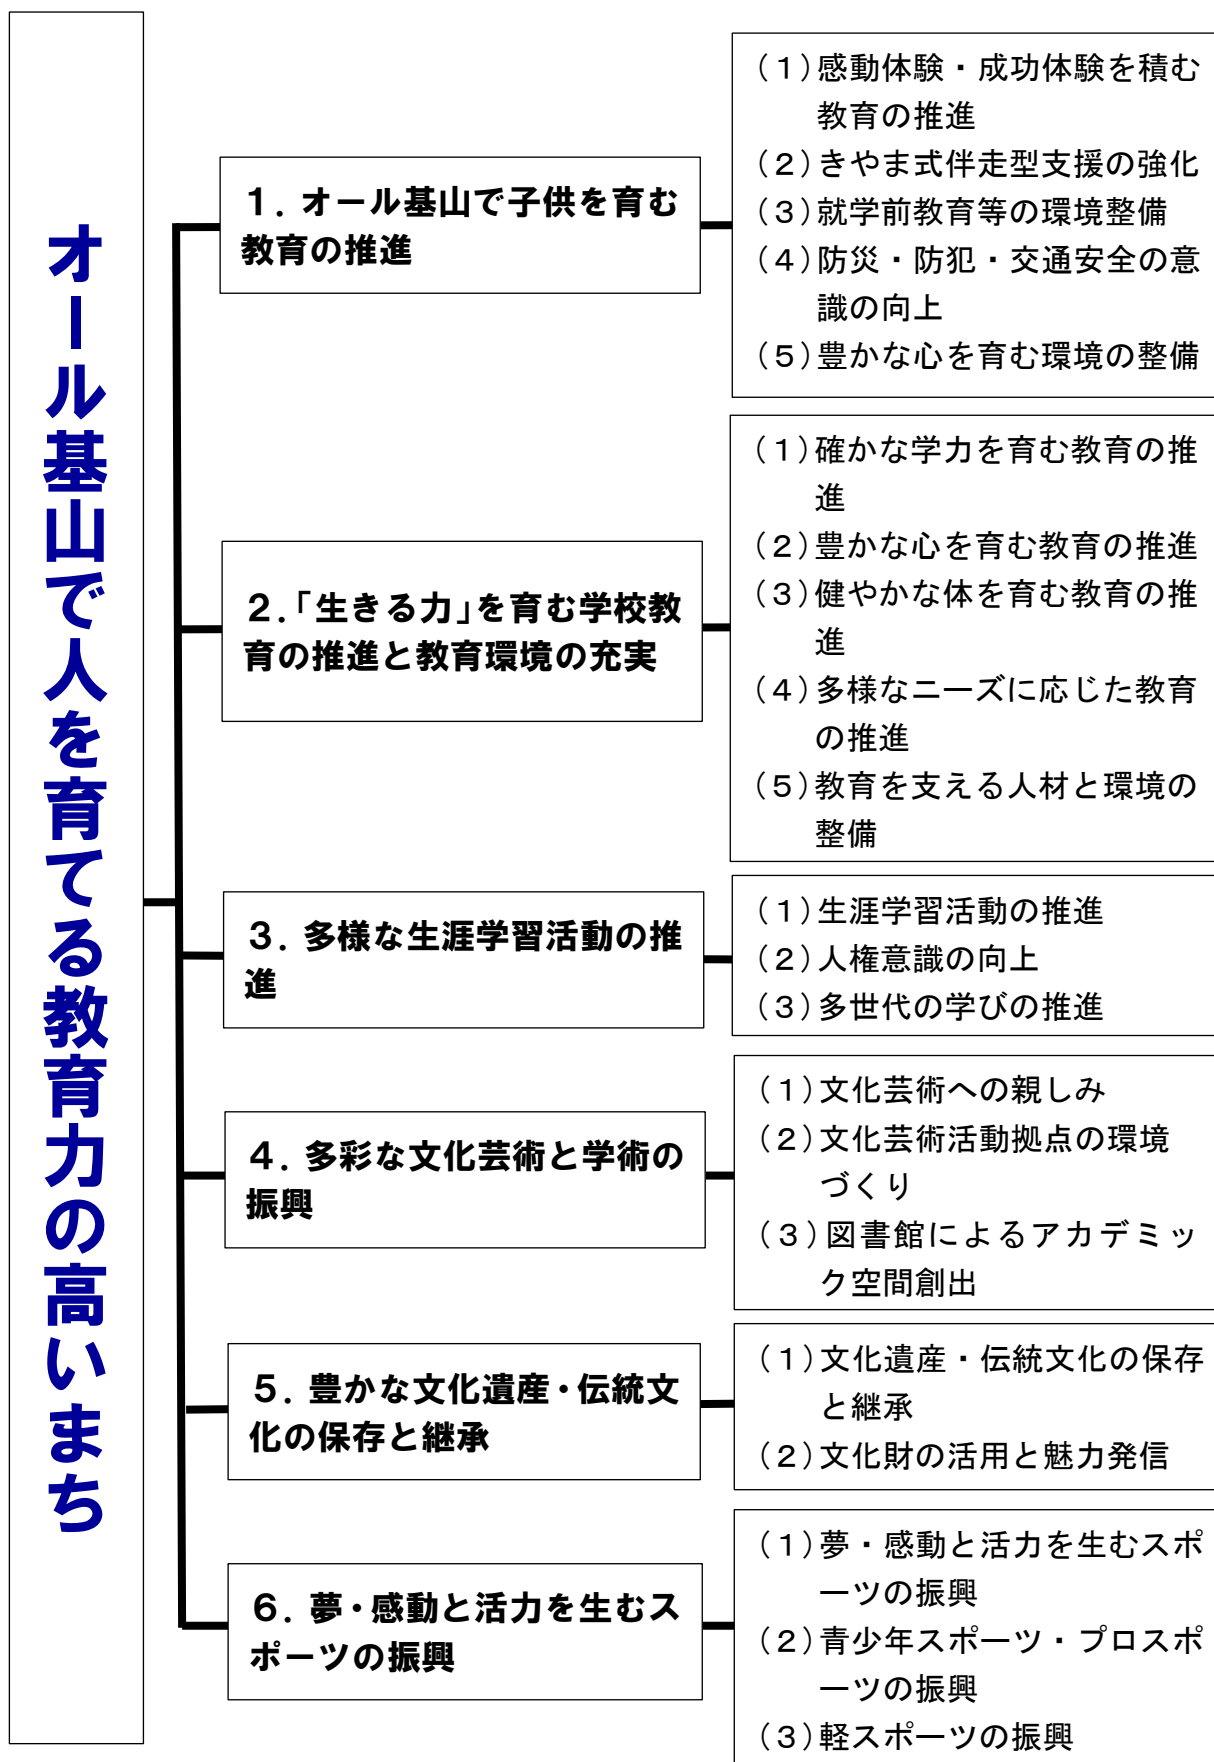 オール基山で人を育てる教育力の高いまち
１．オール基山で子供を育む
教育の推進
（１）感動体験・成功体験を積む
教育の推進
（２）きやま式伴走型支援の強化
（３）就学前教育等の環境整備
（４）防災・防犯・交通安全の意
識の向上
（５）豊かな心を育む環境の整備
２．「生きる力」を育む学校教
育の推進と教育環境の充実
（１）確かな学力を育む教育の推
進
（２）豊かな心を育む教育の推進
（３）健やかな体を育む教育の推
進
（４）多様なニーズに応じた教育
の推進
（５）教育を支える人材と環境の
整備
３．多様な生涯学習活動の推
進
（１）生涯学習活動の推進
（２）人権意識の向上
（３）多世代の学びの推進
４．多彩な文化芸術と学術の
振興
（１）文化芸術への親しみ
（２）文化芸術活動拠点の環境
づくり
（３）図書館によるアカデミッ
ク空間創出
５．豊かな文化遺産・伝統文
化の保存と継承
（１）文化遺産・伝統文化の保存
と継承
（２）文化財の活用と魅力発信
６．夢・感動と活力を生むス
ポーツの振興
（１）夢・感動と活力を生むスポ
ーツの振興
（２）青少年スポーツ・プロスポ
ーツの振興
（３）軽スポーツの振興